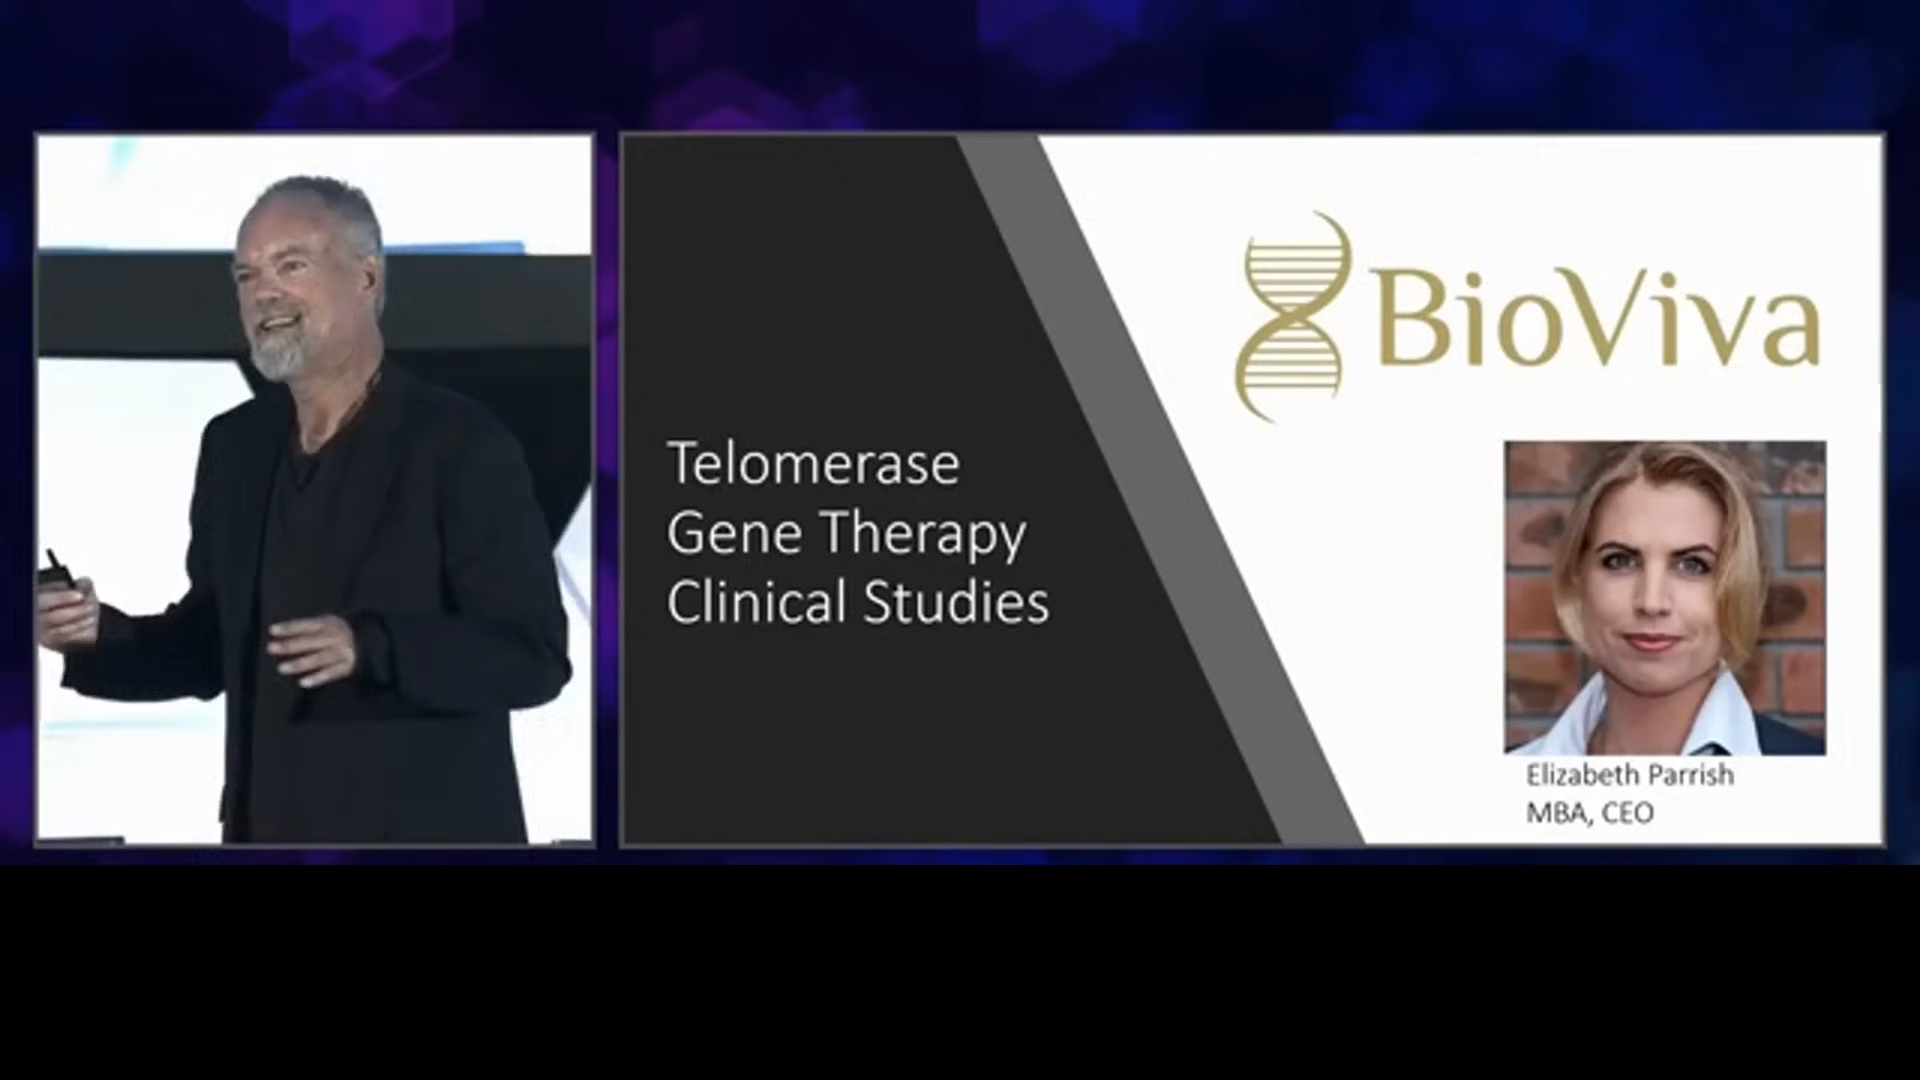 Telomerase
Gene Therapy
Clinical Studies
BioViva
Elizabeth Parrish
MBA, CEO